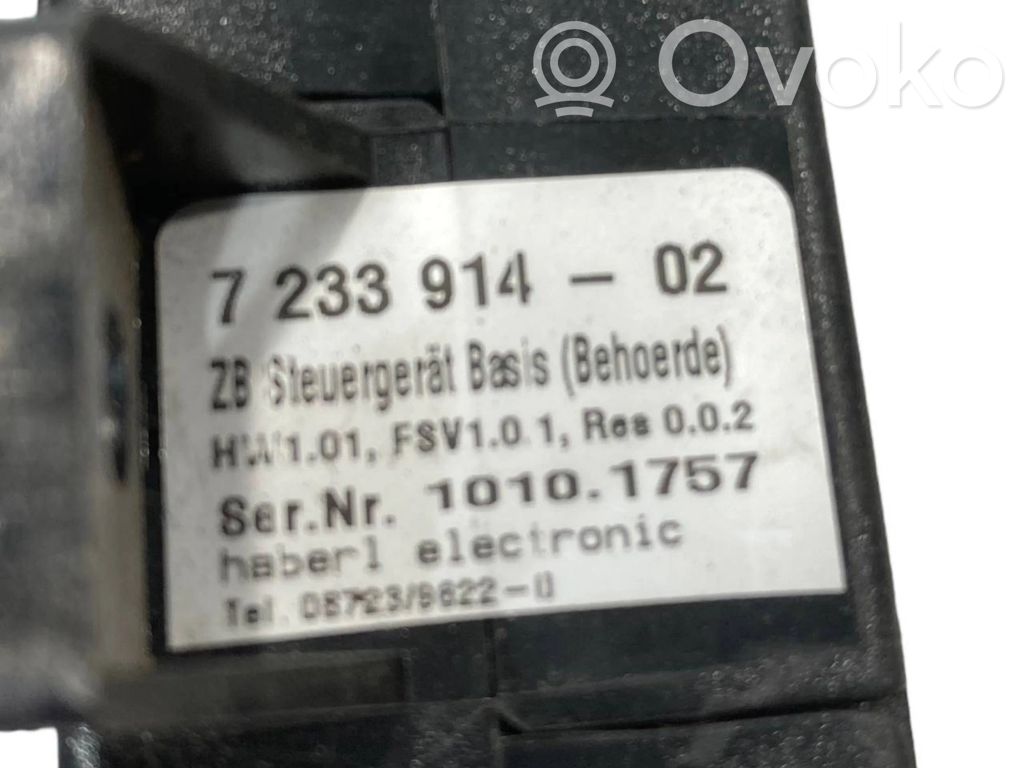 Ovoko
7 233 914 - 02
ZB Steuergerät Basis (Behoerde)
HW1.01, FSV1.0.1, Res 0.0.2
Ser.Nr. 1010.1757
haberl electronic
Tel. 08723/9622-0